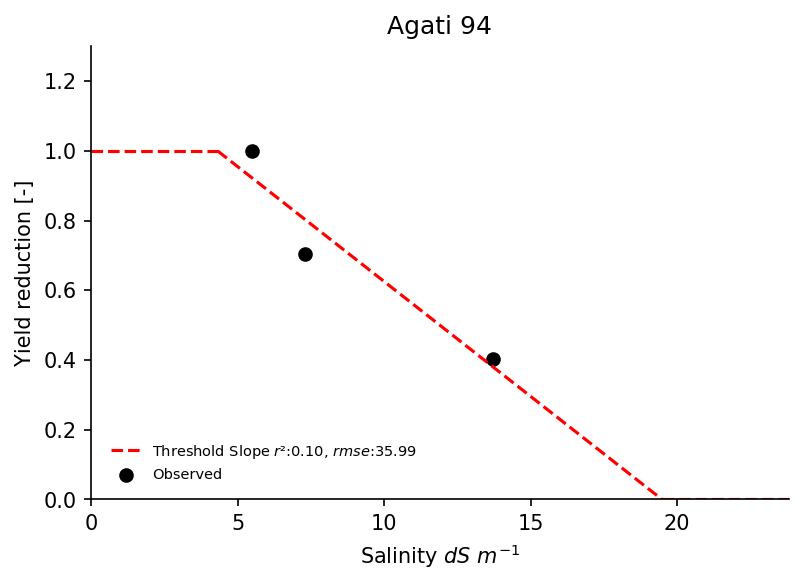 Agati 94
Yield reduction [-]
1.2
1.0
0.8
0.6
0.4
0.2
0.0
Threshold Slope r²:0.10, rmse:35.99
Observed
0 5 10 15 20
Salinity dS m⁻¹